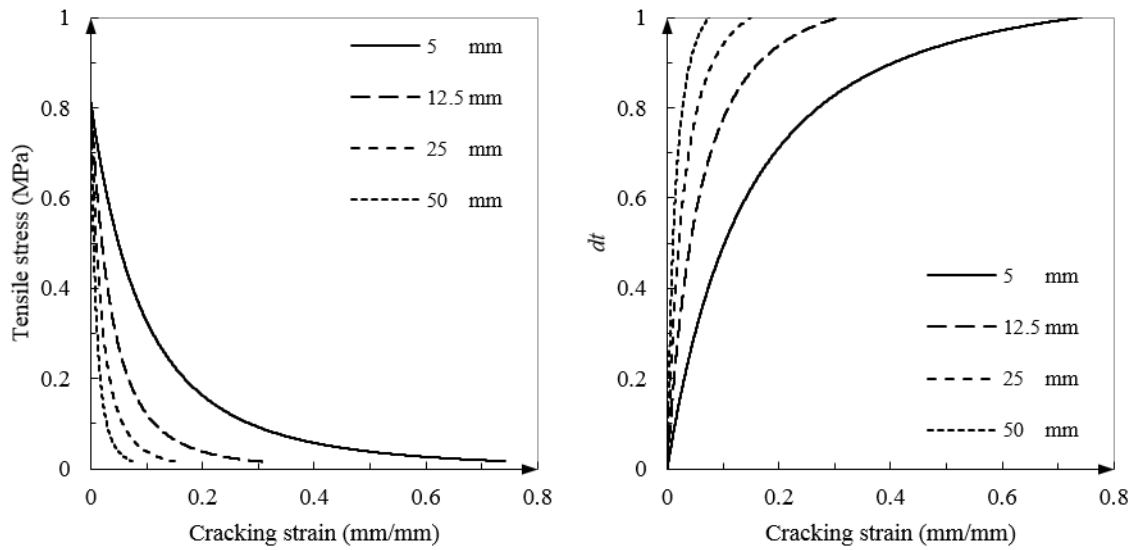 1
0.8
0.6
0.4
0.2
0
Tensile stress (MPa)
5 mm
12.5 mm
25 mm
50 mm
0 0.2 0.4 0.6 0.8
Cracking strain (mm/mm)
1
0.8
0.6
0.4
0.2
0
dt
5 mm
12.5 mm
25 mm
50 mm
0 0.2 0.4 0.6 0.8
Cracking strain (mm/mm)